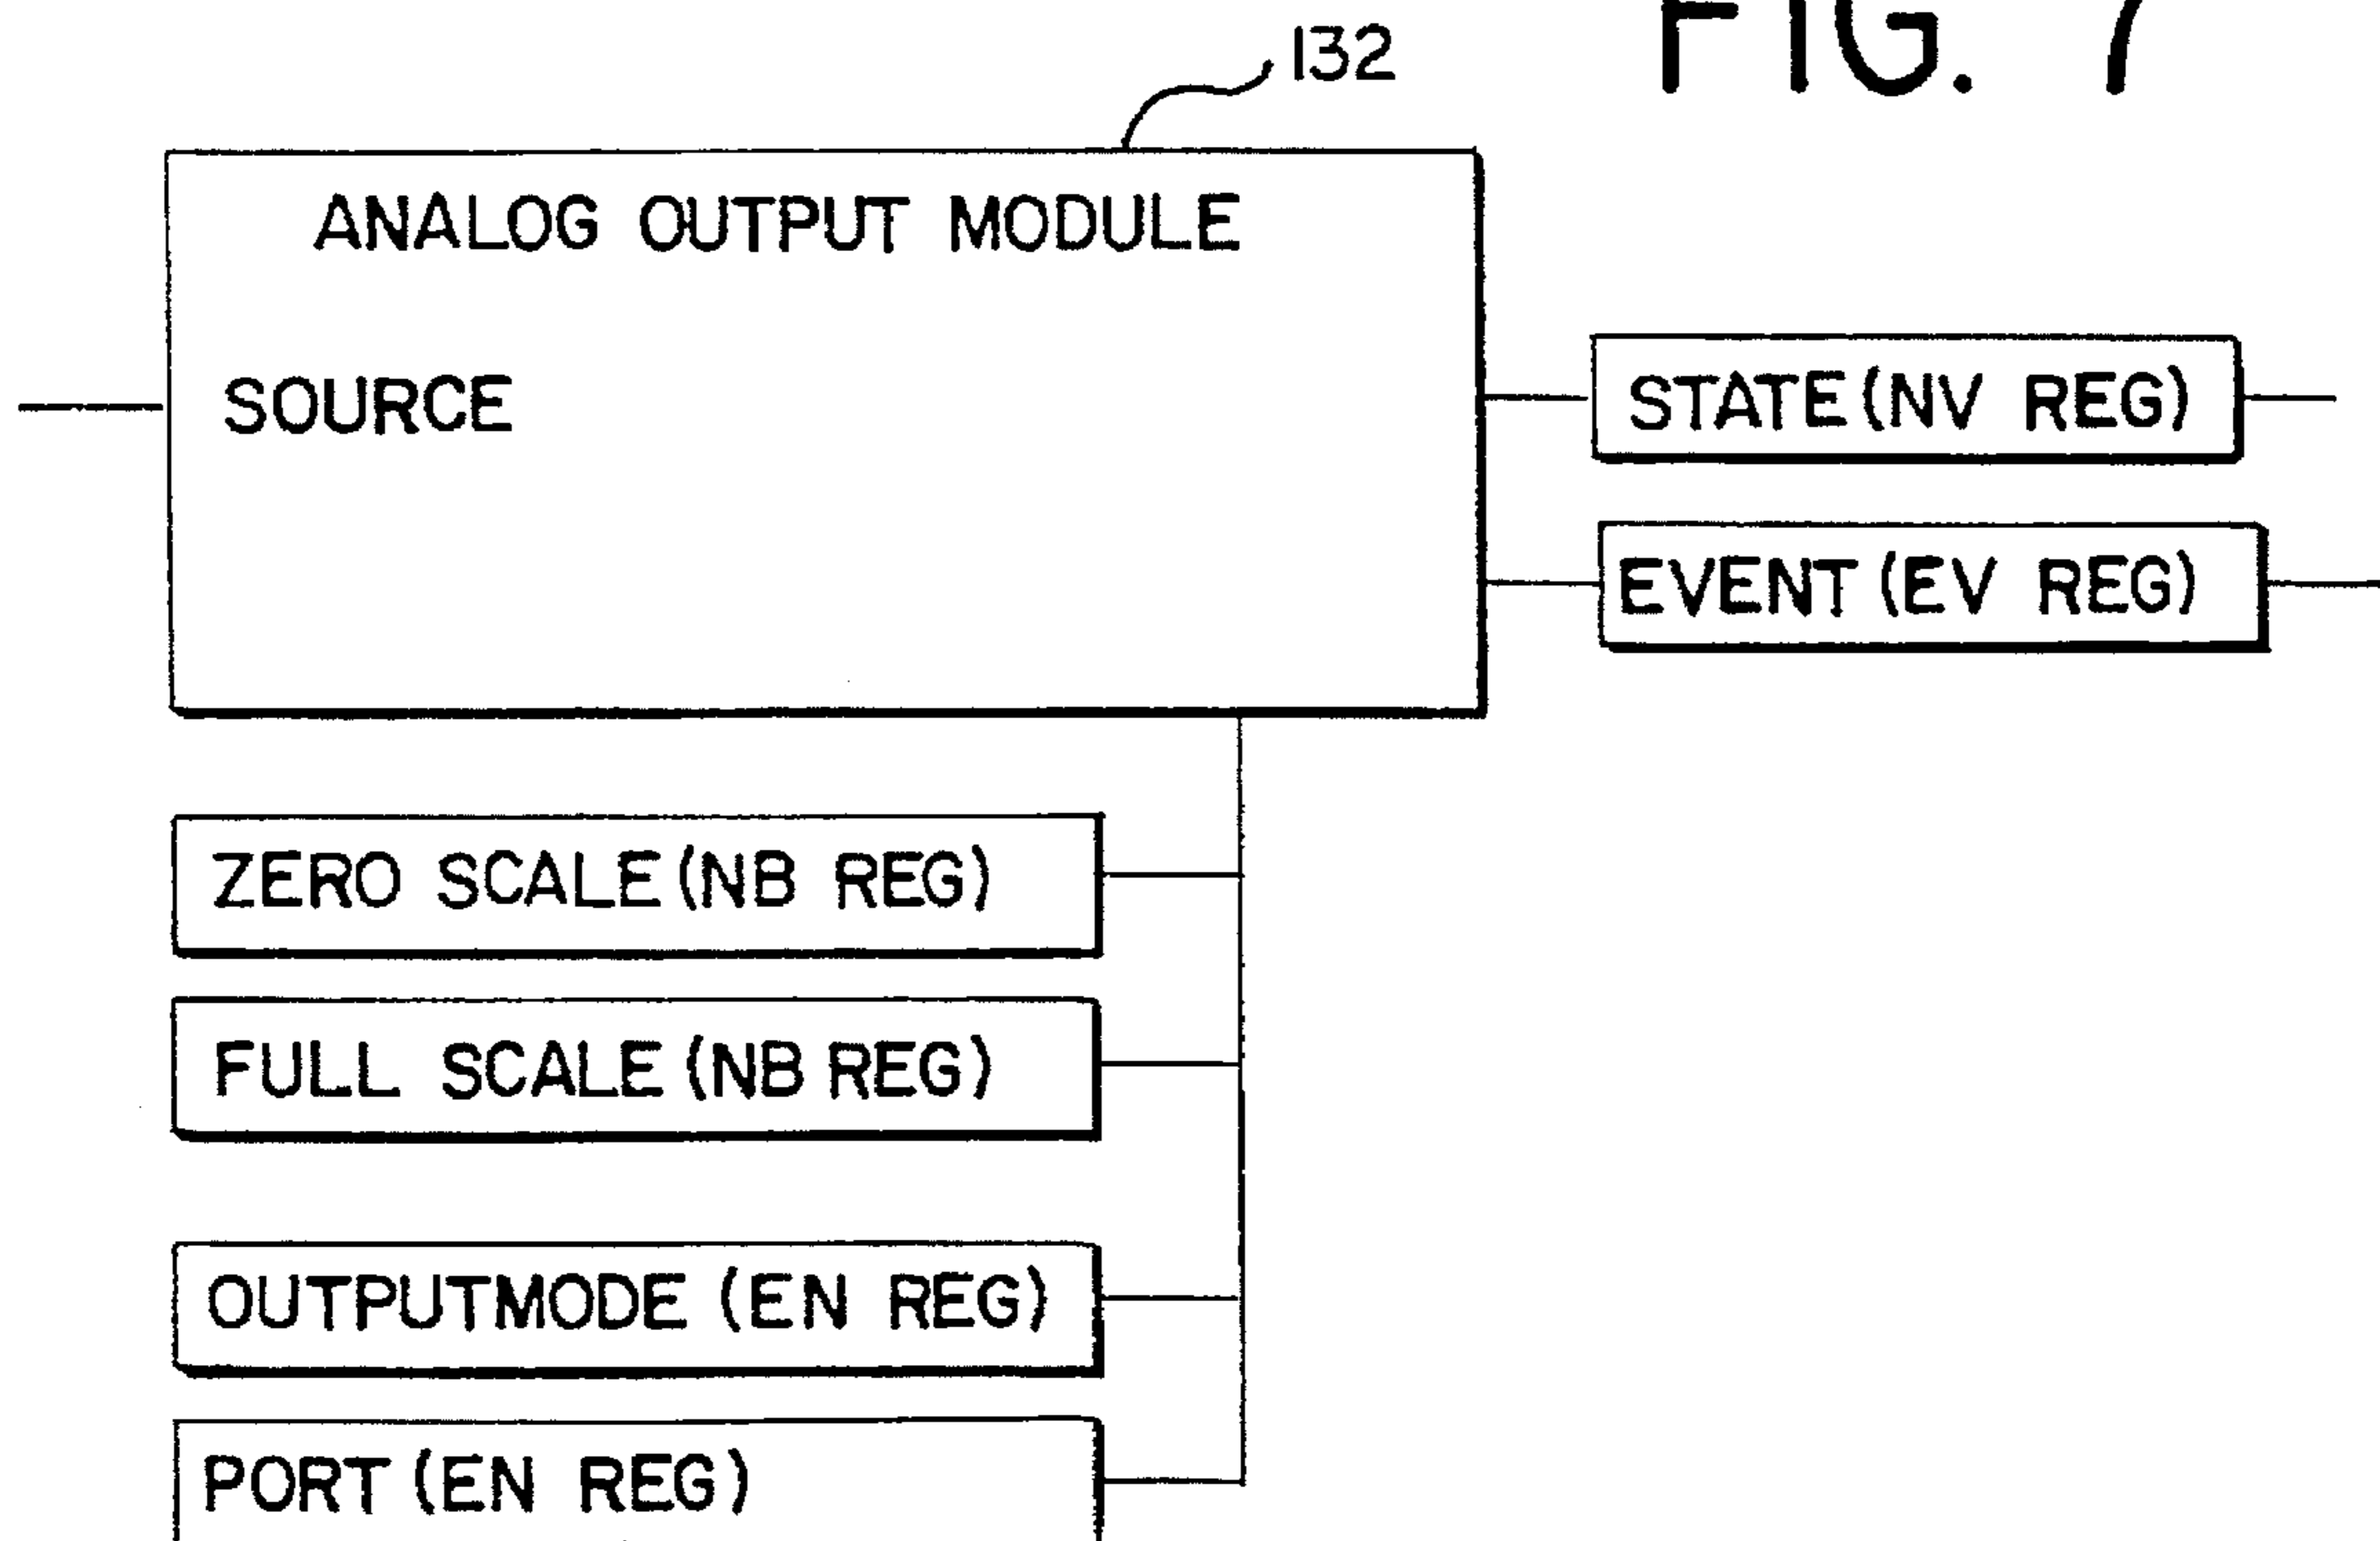 FIG. 7
132
ANALOG OUTPUT MODULE
SOURCE
STATE (NV REG)
EVENT (EV REG)
ZERO SCALE (NB REG)
FULL SCALE (NB REG)
OUTPUTMODE (EN REG)
PORT (EN REG)